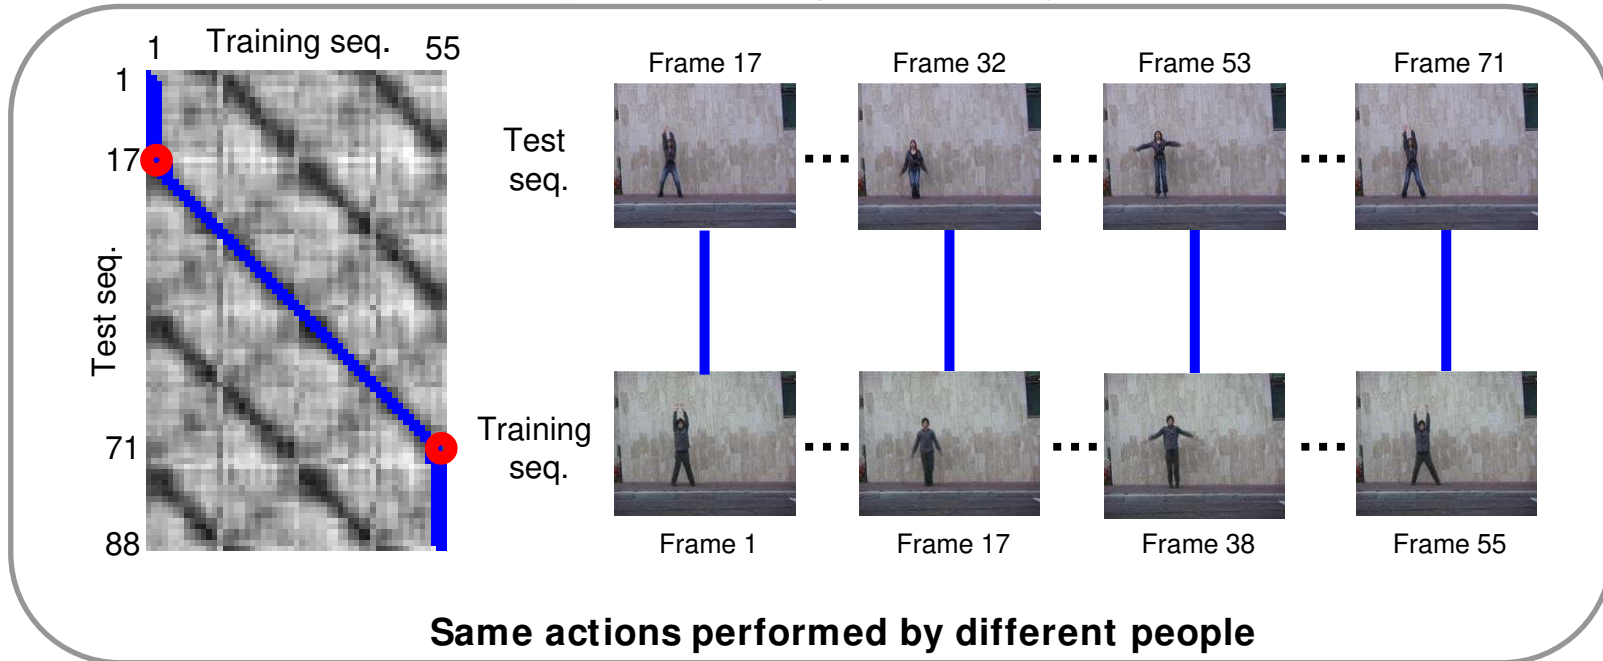 1 Training seq. 55
1
17
Test seq.
71
88
Frame 17 Frame 32 Frame 53 Frame 71
Test
seq.
... ... ...
Training
seq.
... ... ...
Frame 1 Frame 17 Frame 38 Frame 55
Same actions performed by different people